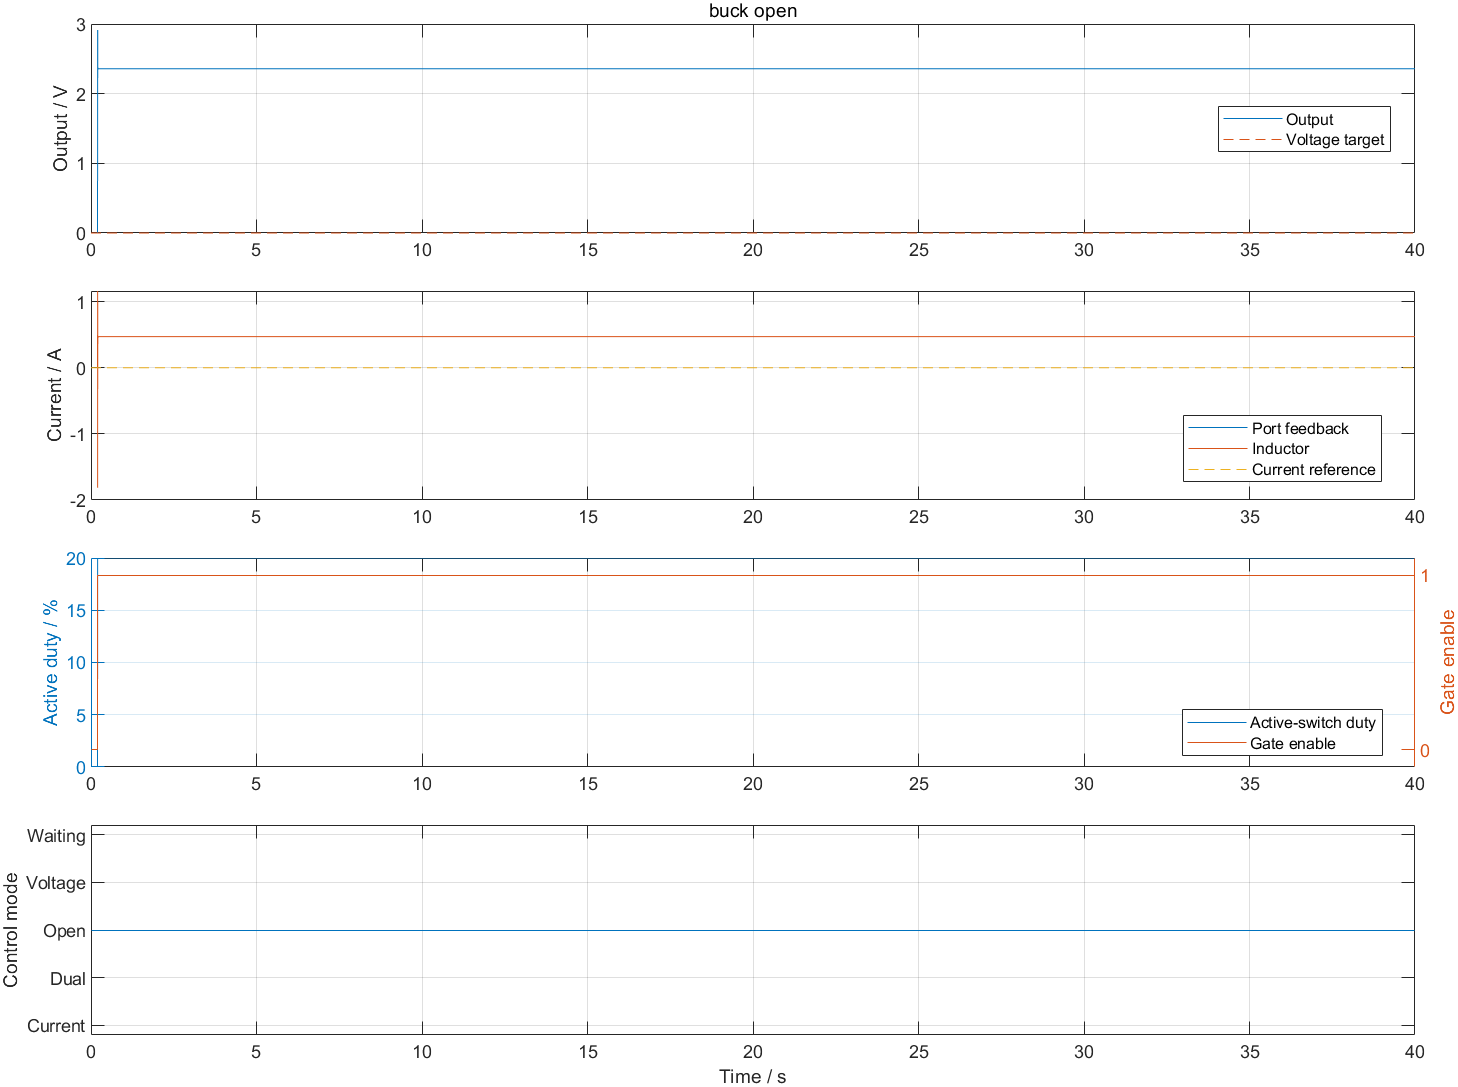 buck open
3
2
1
0
Output / V
Output
Voltage target
0 5 10 15 20 25 30 35 40
1
0
-1
-2
Current / A
Port feedback
Inductor
Current reference
0 5 10 15 20 25 30 35 40
20
15
10
5
0
Active duty / %
1
0
Gate enable
Active-switch duty
Gate enable
0 5 10 15 20 25 30 35 40
Waiting
Voltage
Open
Dual
Current
Control mode
0 5 10 15 20 25 30 35 40
Time / s